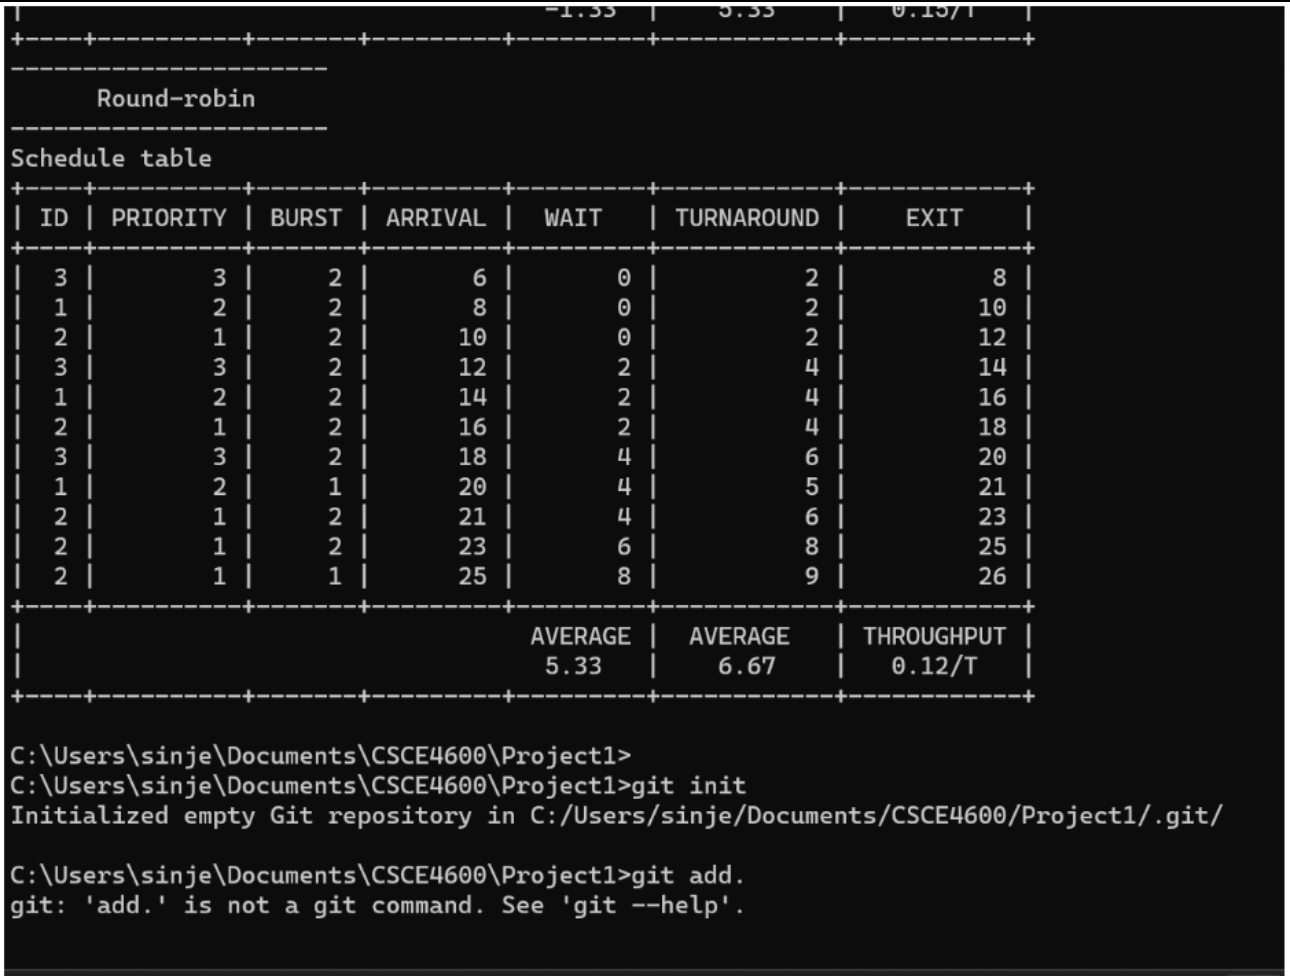 | -1.33 | 5.33 | 0.15/T |
+----+----------+-------+---------+---------+------------+------------+
----------------------
      Round-robin
----------------------
Schedule table
+----+----------+-------+---------+---------+------------+------------+
| ID | PRIORITY | BURST | ARRIVAL |  WAIT   | TURNAROUND |    EXIT    |
+----+----------+-------+---------+---------+------------+------------+
|  3 |        3 |     2 |       6 |       0 |          2 |          8 |
|  1 |        2 |     2 |       8 |       0 |          2 |         10 |
|  2 |        1 |     2 |      10 |       0 |          2 |         12 |
|  3 |        3 |     2 |      12 |       2 |          4 |         14 |
|  1 |        2 |     2 |      14 |       2 |          4 |         16 |
|  2 |        1 |     2 |      16 |       2 |          4 |         18 |
|  3 |        3 |     2 |      18 |       4 |          6 |         20 |
|  1 |        2 |     1 |      20 |       4 |          5 |         21 |
|  2 |        1 |     2 |      21 |       4 |          6 |         23 |
|  2 |        1 |     2 |      23 |       6 |          8 |         25 |
|  2 |        1 |     1 |      25 |       8 |          9 |         26 |
+----+----------+-------+---------+---------+------------+------------+
|                                   AVERAGE |  AVERAGE   | THROUGHPUT |
|                                    5.33   |    6.67    |   0.12/T   |
+----+----------+-------+---------+---------+------------+------------+
C:\Users\sinje\Documents\CSCE4600\Project1>
C:\Users\sinje\Documents\CSCE4600\Project1>git init
Initialized empty Git repository in C:/Users/sinje/Documents/CSCE4600/Project1/.git/
C:\Users\sinje\Documents\CSCE4600\Project1>git add.
git: 'add.' is not a git command. See 'git --help'.